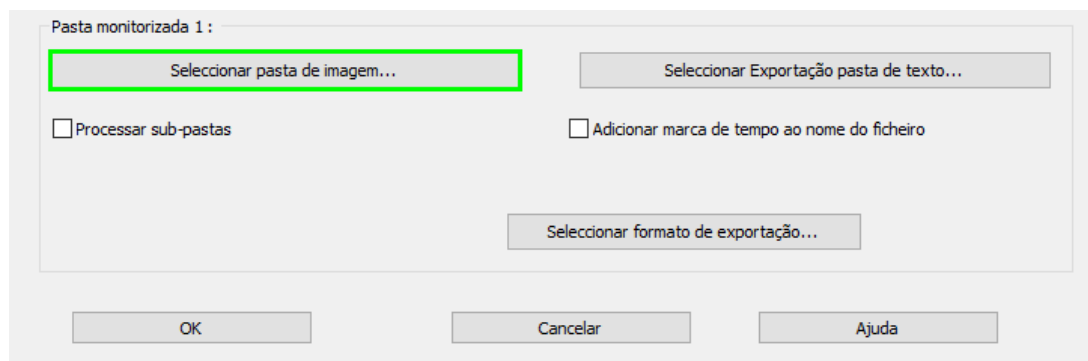 Pasta monitorizada 1 :
Seleccionar pasta de imagem...
Seleccionar Exportação pasta de texto...
Processar sub-pastas
Adicionar marca de tempo ao nome do ficheiro
Seleccionar formato de exportação...
OK
Cancelar
Ajuda